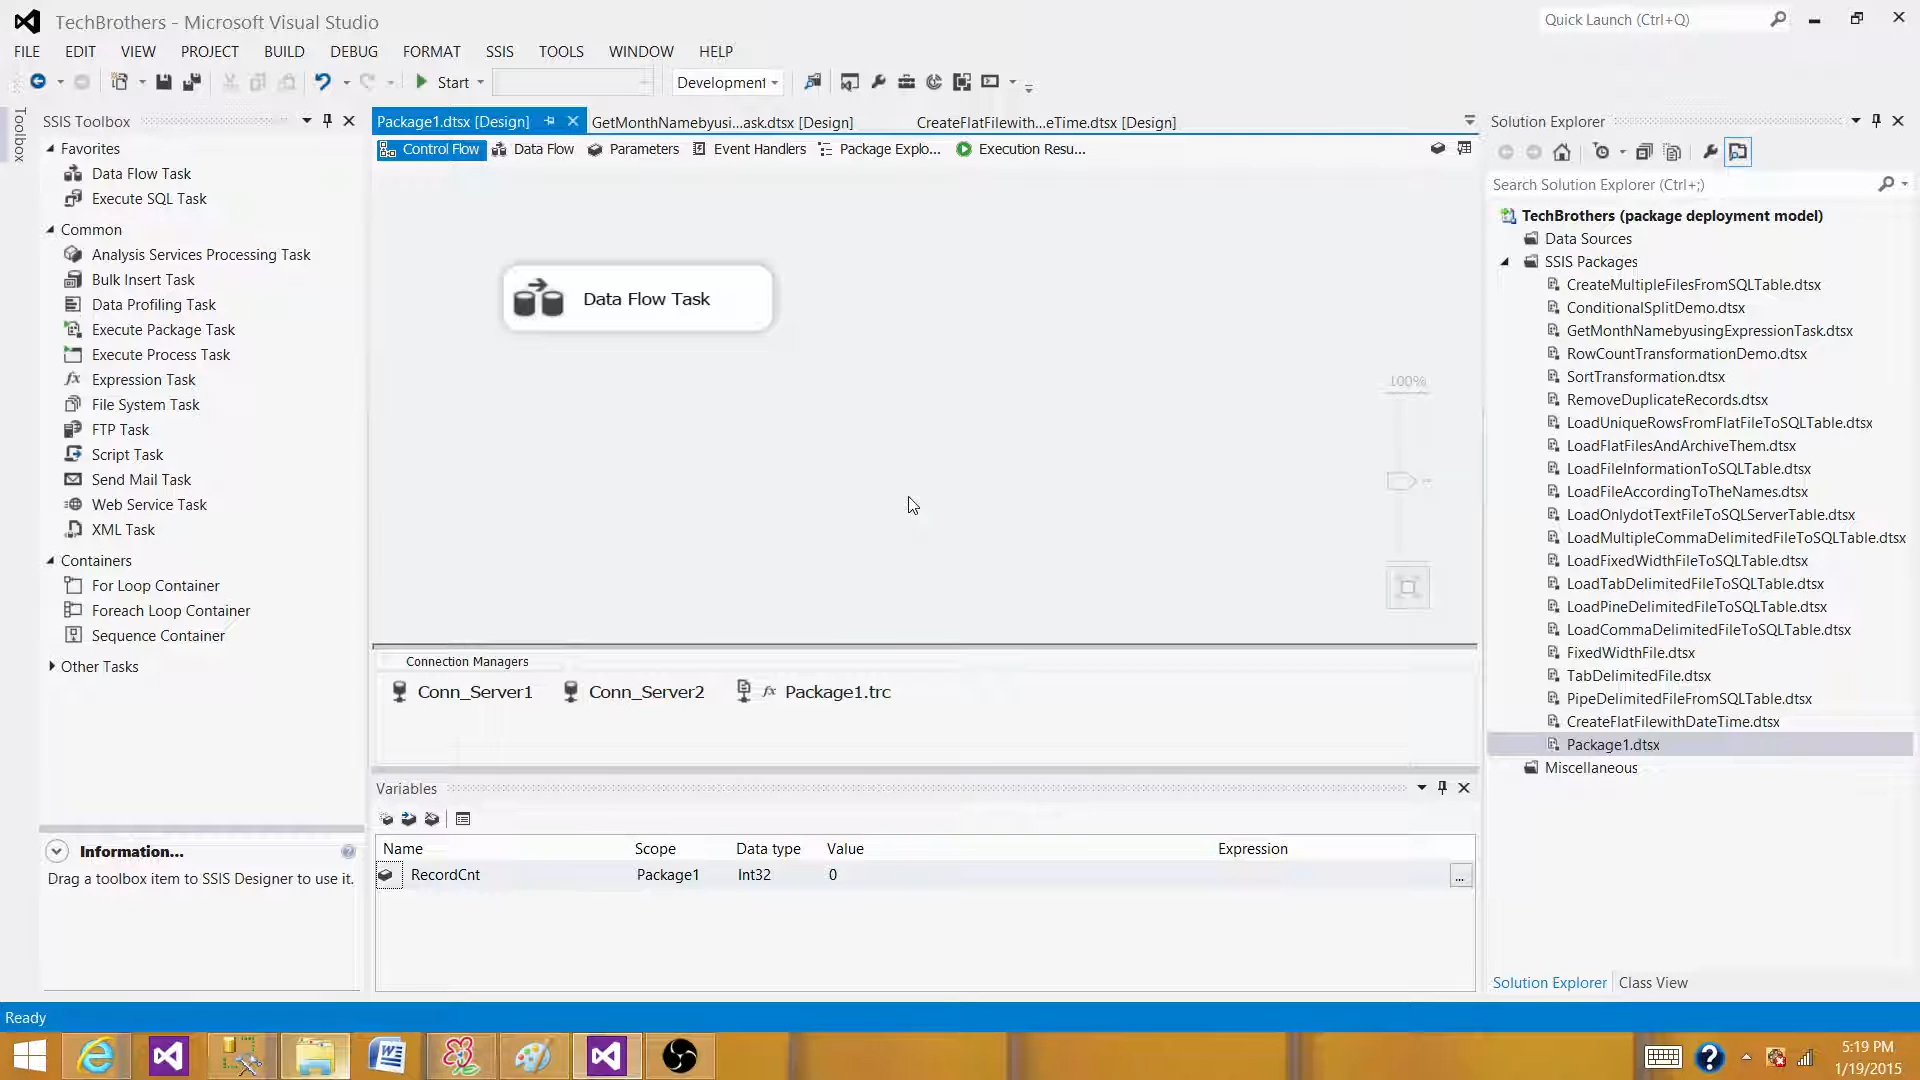 TechBrothers - Microsoft Visual Studio
Quick Launch (Ctrl+Q)
FILE EDIT VIEW PROJECT BUILD DEBUG FORMAT SSIS TOOLS WINDOW HELP
Start Development
Toolbox
SSIS Toolbox
Favorites
Data Flow Task
Execute SQL Task
Common
Analysis Services Processing Task
Bulk Insert Task
Data Profiling Task
Execute Package Task
Execute Process Task
Expression Task
File System Task
FTP Task
Script Task
Send Mail Task
Web Service Task
XML Task
Containers
For Loop Container
Foreach Loop Container
Sequence Container
Other Tasks
Information...
Drag a toolbox item to SSIS Designer to use it.
Package1.dtsx [Design] GetMonthNamebyusi...ask.dtsx [Design] CreateFlatFilewith...eTime.dtsx [Design]
Control Flow Data Flow Parameters Event Handlers Package Explo... Execution Resu...
Data Flow Task
100%
Connection Managers
Conn_Server1 Conn_Server2 fx Package1.trc
Variables
Name Scope Data type Value Expression
RecordCnt Package1 Int32 0 ...
Solution Explorer
Search Solution Explorer (Ctrl+;)
TechBrothers (package deployment model)
Data Sources
SSIS Packages
CreateMultipleFilesFromSQLTable.dtsx
ConditionalSplitDemo.dtsx
GetMonthNamebyusingExpressionTask.dtsx
RowCountTransformationDemo.dtsx
SortTransformation.dtsx
RemoveDuplicateRecords.dtsx
LoadUniqueRowsFromFlatFileToSQLTable.dtsx
LoadFlatFilesAndArchiveThem.dtsx
LoadFileInformationToSQLTable.dtsx
LoadFileAccordingToTheNames.dtsx
LoadOnlydotTextFileToSQLServerTable.dtsx
LoadMultipleCommaDelimitedFileToSQLTable.dtsx
LoadFixedWidthFileToSQLTable.dtsx
LoadTabDelimitedFileToSQLTable.dtsx
LoadPineDelimitedFileToSQLTable.dtsx
LoadCommaDelimitedFileToSQLTable.dtsx
FixedWidthFile.dtsx
TabDelimitedFile.dtsx
PipeDelimitedFileFromSQLTable.dtsx
CreateFlatFilewithDateTime.dtsx
Package1.dtsx
Miscellaneous
Solution Explorer Class View
Ready
5:19 PM
1/19/2015